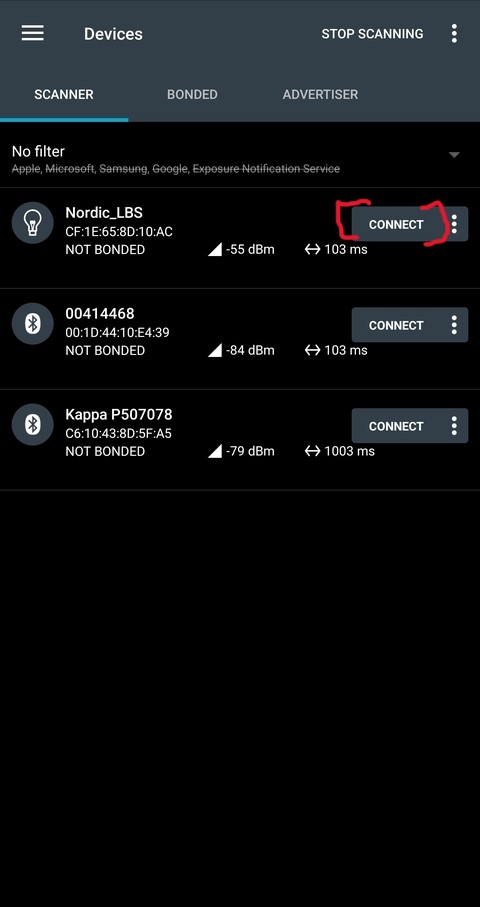 Devices STOP SCANNING
SCANNER BONDED ADVERTISER
No filter
Apple, Microsoft, Samsung, Google, Exposure Notification Service
Nordic_LBS
CONNECT
CF:1E:65:8D:10:AC
NOT BONDED -55 dBm 103 ms
00414468
CONNECT
00:1D:44:10:E4:39
NOT BONDED -84 dBm 103 ms
Kappa P507078
CONNECT
C6:10:43:8D:5F:A5
NOT BONDED -79 dBm 1003 ms